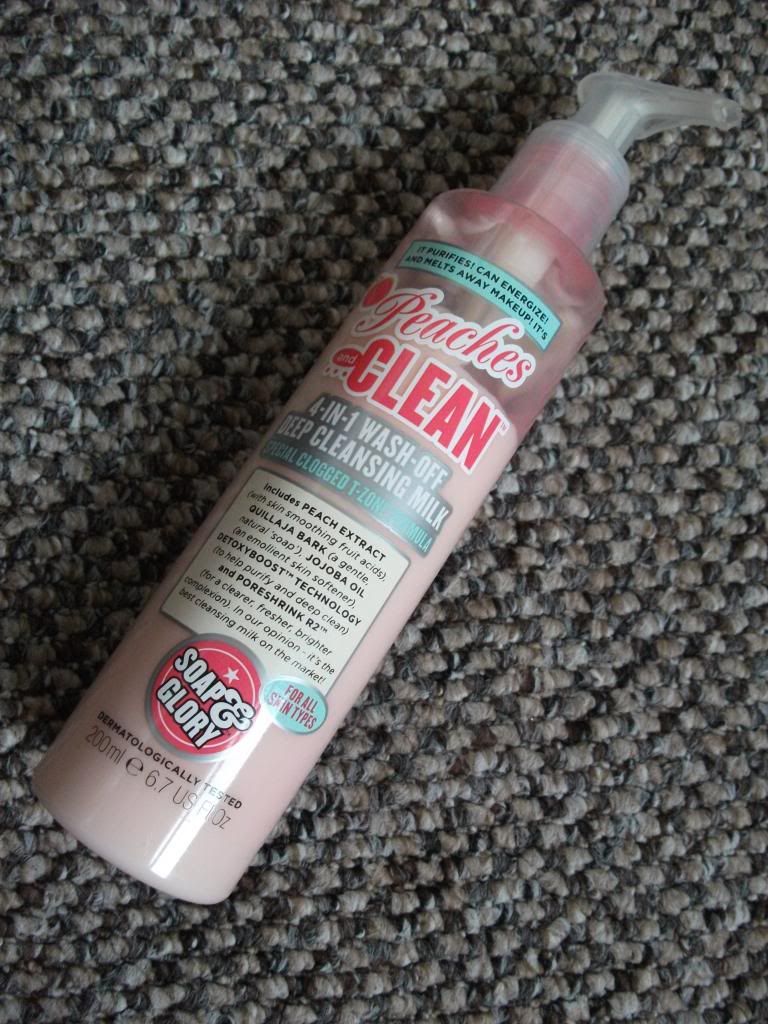 IT PURIFIES! CAN ENERGIZE!
AND MELTS AWAY MAKEUP! IT'S
Peaches
and
CLEAN™
4-IN-1 WASH-OFF
DEEP CLEANSING MILK
SPECIAL CLOGGED T-ZONE FORMULA
Includes PEACH EXTRACT
(with skin smoothing fruit acids),
QUILLAJA BARK (a gentle,
natural 'soap'), JOJOBA OIL
(an emollient skin softener),
DETOXYBOOST™ TECHNOLOGY
(to help purify and deep clean)
and PORESHRINK R2™
(for a clearer, fresher, brighter
complexion). In our opinion - it's the
best cleansing milk on the market!
SOAP &
GLORY
FOR ALL
SKIN TYPES
DERMATOLOGICALLY TESTED
200ml e 6.7 US Fl Oz